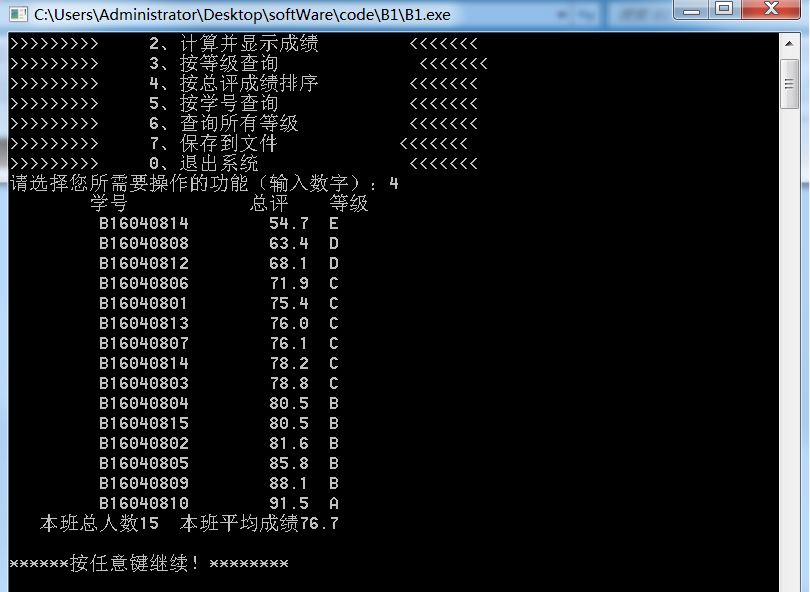 C:\Users\Administrator\Desktop\softWare\code\B1\B1.exe
>>>>>>>>> 2、计算并显示成绩 <<<<<<<
>>>>>>>>> 3、按等级查询 <<<<<<<
>>>>>>>>> 4、按总评成绩排序 <<<<<<<
>>>>>>>>> 5、按学号查询 <<<<<<<
>>>>>>>>> 6、查询所有等级 <<<<<<<
>>>>>>>>> 7、保存到文件 <<<<<<<
>>>>>>>>> 0、退出系统 <<<<<<<
请选择您所需要操作的功能（输入数字）：4
学号 总评 等级
B16040814 54.7 E
B16040808 63.4 D
B16040812 68.1 D
B16040806 71.9 C
B16040801 75.4 C
B16040813 76.0 C
B16040807 76.1 C
B16040814 78.2 C
B16040803 78.8 C
B16040804 80.5 B
B16040815 80.5 B
B16040802 81.6 B
B16040805 85.8 B
B16040809 88.1 B
B16040810 91.5 A
本班总人数15 本班平均成绩76.7
******按任意键继续！********